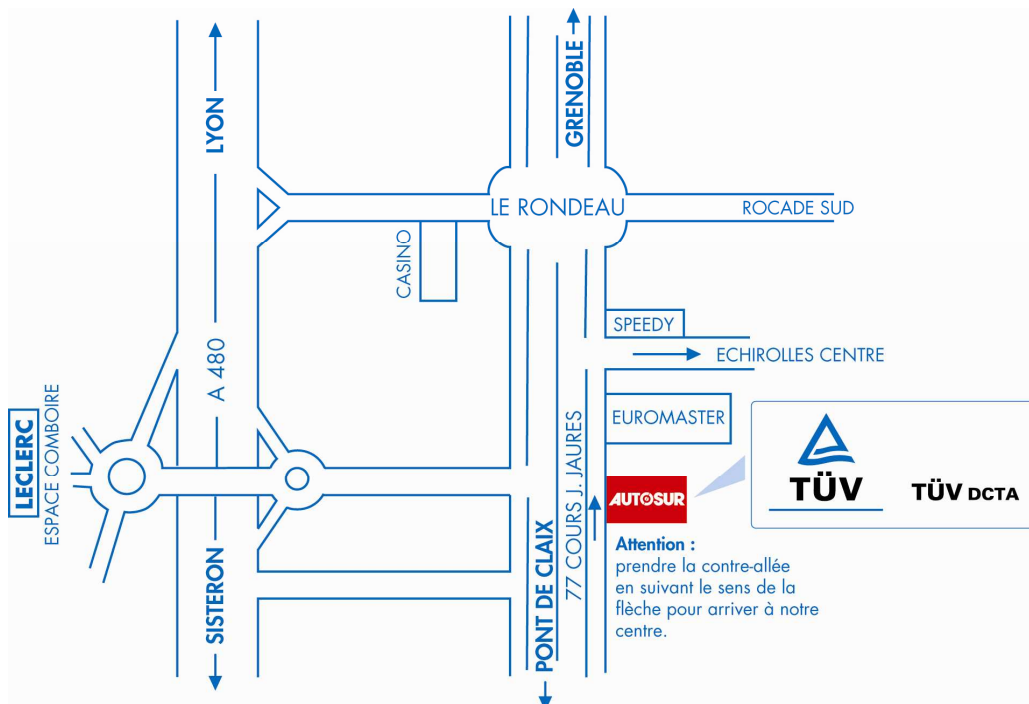 LYON
GRENOBLE
LE RONDEAU
ROCADE SUD
CASINO
SPEEDY
ECHIROLLES CENTRE
A 480
LECLERC
ESPACE COMBOIRE
EUROMASTER
77 COURS J. JAURES
AUTOSUR
TÜV
TÜV DCTA
Attention :
prendre la contre-allée
en suivant le sens de la
flèche pour arriver à notre
centre.
SISTERON
PONT DE CLAIX